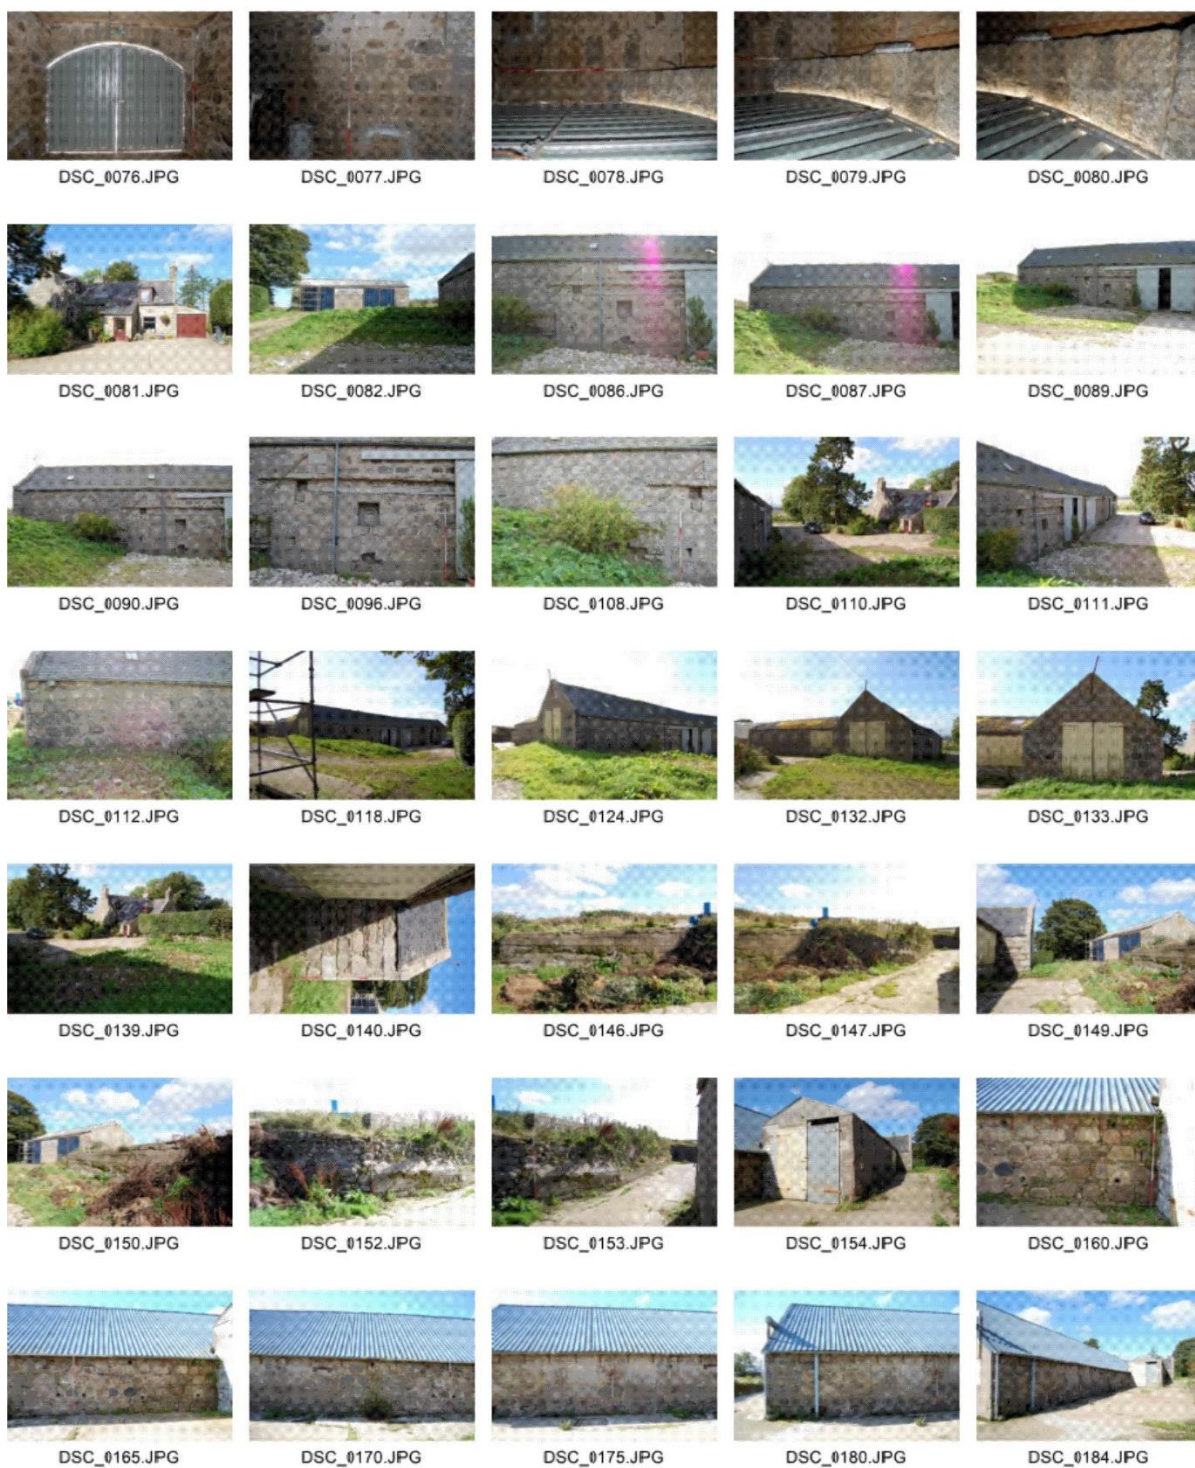 DSC_0076.JPG DSC_0077.JPG DSC_0078.JPG DSC_0079.JPG DSC_0080.JPG
DSC_0081.JPG DSC_0082.JPG DSC_0086.JPG DSC_0087.JPG DSC_0089.JPG
DSC_0090.JPG DSC_0096.JPG DSC_0108.JPG DSC_0110.JPG DSC_0111.JPG
DSC_0112.JPG DSC_0118.JPG DSC_0124.JPG DSC_0132.JPG DSC_0133.JPG
DSC_0139.JPG DSC_0140.JPG DSC_0146.JPG DSC_0147.JPG DSC_0149.JPG
DSC_0150.JPG DSC_0152.JPG DSC_0153.JPG DSC_0154.JPG DSC_0160.JPG
DSC_0165.JPG DSC_0170.JPG DSC_0175.JPG DSC_0180.JPG DSC_0184.JPG